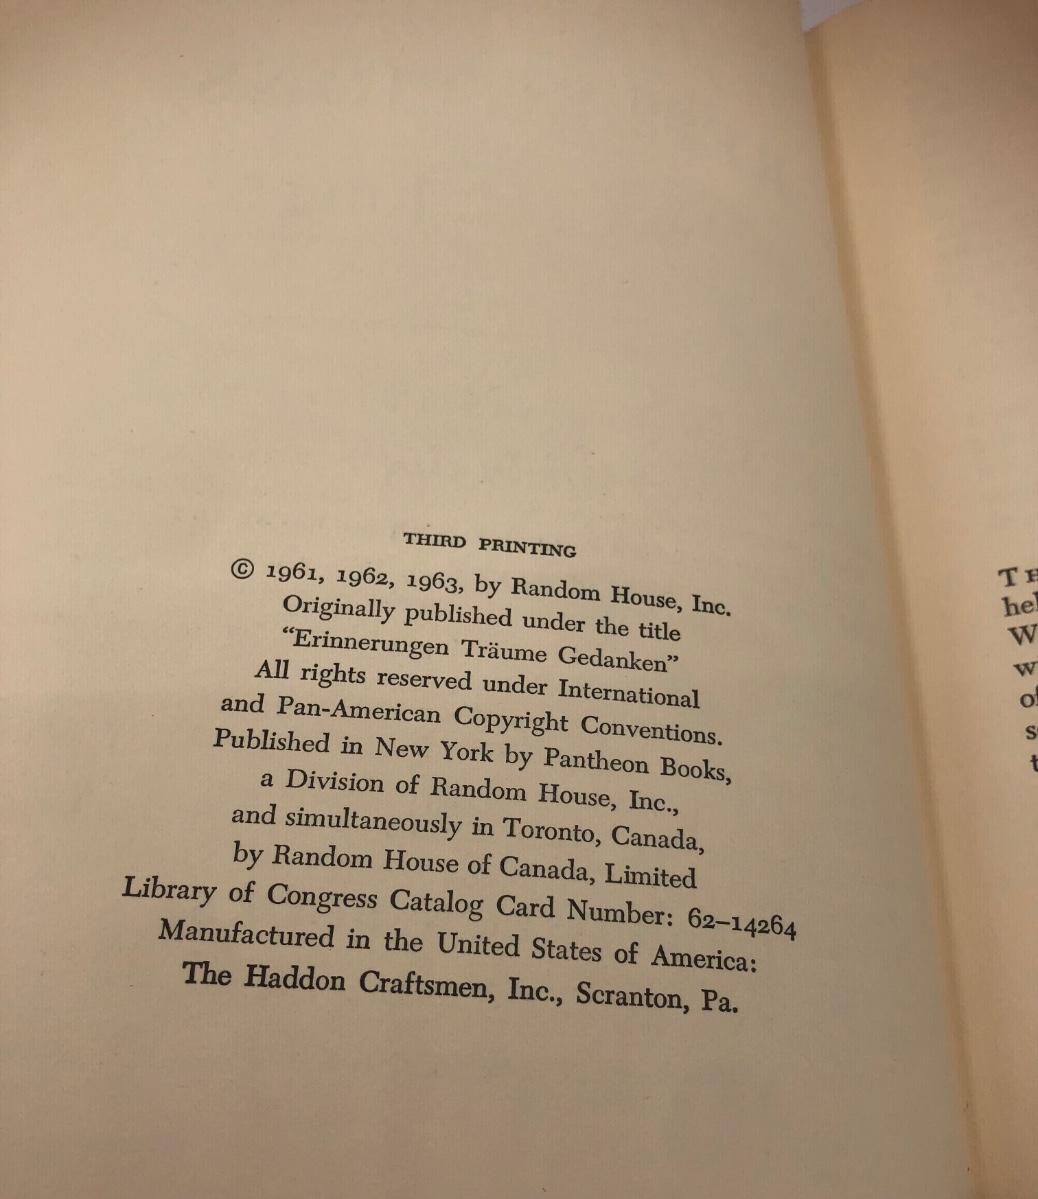 THIRD PRINTING
© 1961, 1962, 1963, by Random House, Inc.
Originally published under the title
“Erinnerungen Träume Gedanken”
All rights reserved under International
and Pan-American Copyright Conventions.
Published in New York by Pantheon Books,
a Division of Random House, Inc.,
and simultaneously in Toronto, Canada,
by Random House of Canada, Limited
Library of Congress Catalog Card Number: 62–14264
Manufactured in the United States of America:
The Haddon Craftsmen, Inc., Scranton, Pa.